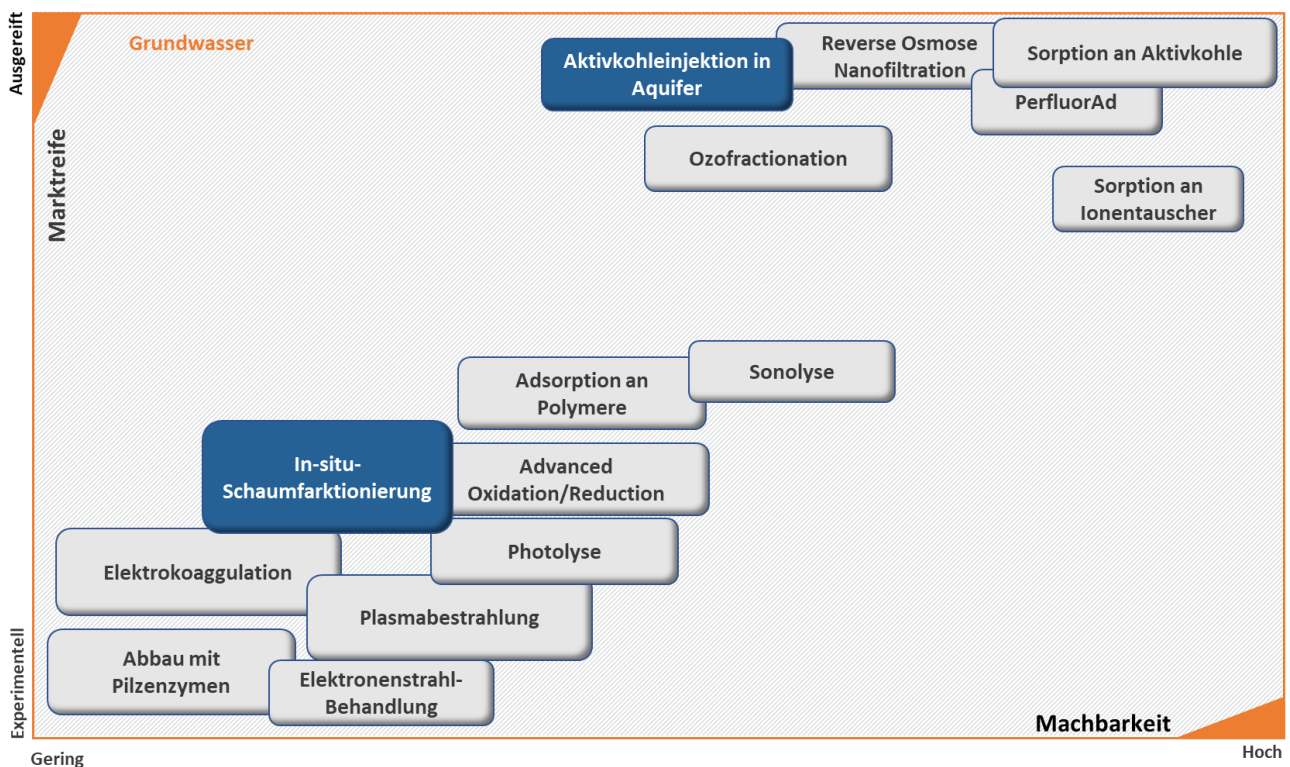 Ausgereift
Grundwasser
Marktreife
Aktivkohleinjektion in
Aquifer
Reverse Osmose
Nanofiltration
Sorption an Aktivkohle
PerfluorAd
Ozofractionation
Sorption an
Ionentauscher
Sonolyse
Adsorption an
Polymere
In-situ-
Schaumfarktionierung
Advanced
Oxidation/Reduction
Photolyse
Elektrokoaggulation
Plasmabestrahlung
Abbau mit
Pilzenzymen
Elektronenstrahl-
Behandlung
Experimentell
Machbarkeit
Gering
Hoch